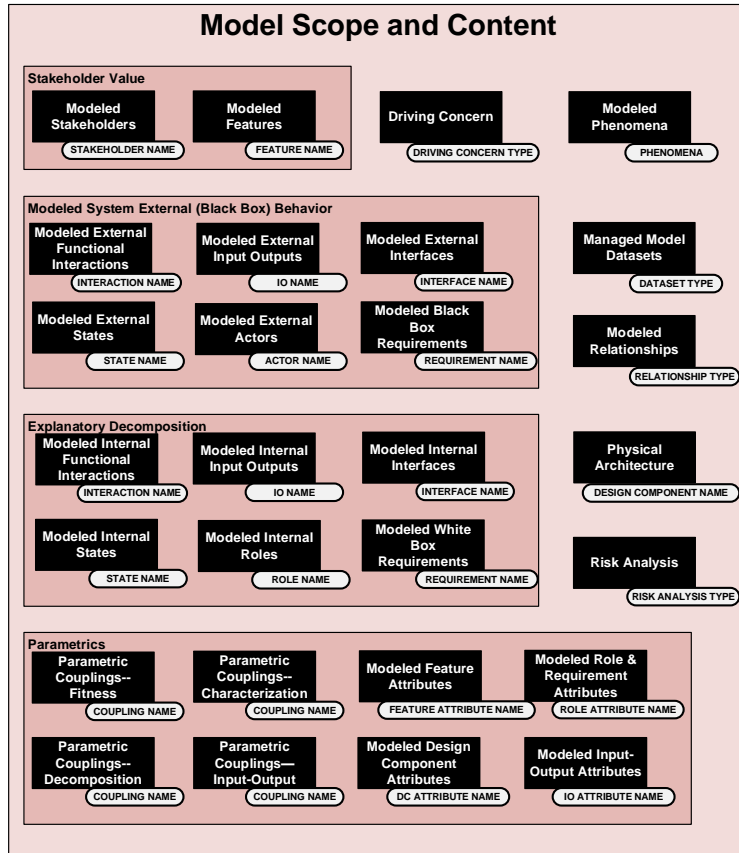 Model Scope and Content
Stakeholder Value
Modeled
Stakeholders
STAKEHOLDER NAME
Modeled
Features
FEATURE NAME
Driving Concern
DRIVING CONCERN TYPE
Modeled
Phenomena
PHENOMENA
Modeled System External (Black Box) Behavior
Modeled External
Functional
Interactions
INTERACTION NAME
Modeled External
Input Outputs
IO NAME
Modeled External
Interfaces
INTERFACE NAME
Managed Model
Datasets
DATASET TYPE
Modeled External
States
STATE NAME
Modeled External
Actors
ACTOR NAME
Modeled Black
Box
Requirements
REQUIREMENT NAME
Modeled
Relationships
RELATIONSHIP TYPE
Explanatory Decomposition
Modeled Internal
Functional
Interactions
INTERACTION NAME
Modeled Internal
Input Outputs
IO NAME
Modeled Internal
Interfaces
INTERFACE NAME
Physical
Architecture
DESIGN COMPONENT NAME
Modeled Internal
States
STATE NAME
Modeled Internal
Roles
ROLE NAME
Modeled White
Box
Requirements
REQUIREMENT NAME
Risk Analysis
RISK ANALYSIS TYPE
Parametrics
Parametric
Couplings--
Fitness
COUPLING NAME
Parametric
Couplings--
Characterization
COUPLING NAME
Modeled Feature
Attributes
FEATURE ATTRIBUTE NAME
Modeled Role &
Requirement
Attributes
ROLE ATTRIBUTE NAME
Parametric
Couplings--
Decomposition
COUPLING NAME
Parametric
Couplings—
Input-Output
COUPLING NAME
Modeled Design
Component
Attributes
DC ATTRIBUTE NAME
Modeled Input-
Output Attributes
IO ATTRIBUTE NAME